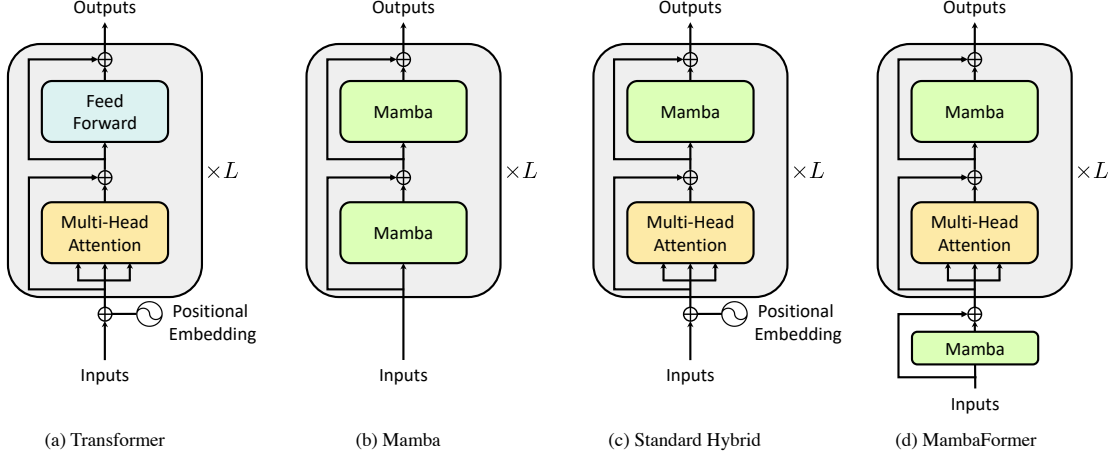 Outputs
Feed
Forward
× L
Multi-Head
Attention
Positional
Embedding
Inputs
(a) Transformer
Outputs
Mamba
× L
Mamba
Inputs
(b) Mamba
Outputs
Mamba
× L
Multi-Head
Attention
Positional
Embedding
Inputs
(c) Standard Hybrid
Outputs
Mamba
× L
Multi-Head
Attention
Mamba
Inputs
(d) MambaFormer